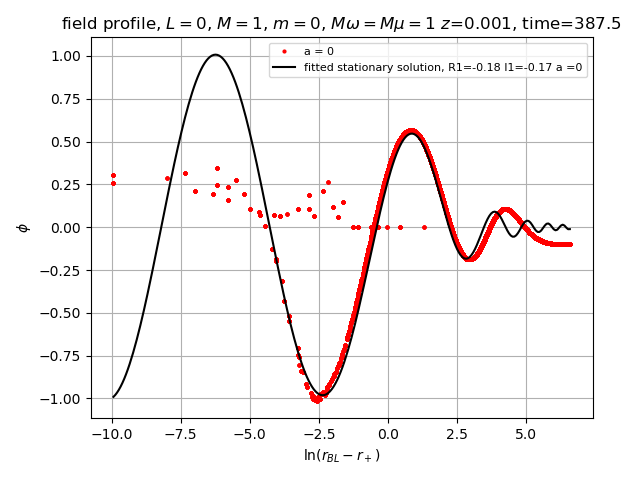 field profile, L = 0, M = 1, m = 0, Mω = Mμ = 1 z=0.001, time=387.5
a = 0
fitted stationary solution, R1=-0.18 I1=-0.17 a =0
1.00
0.75
0.50
0.25
0.00
−0.25
−0.50
−0.75
−1.00
ϕ
−10.0 −7.5 −5.0 −2.5 0.0 2.5 5.0
ln(r_BL − r_+)